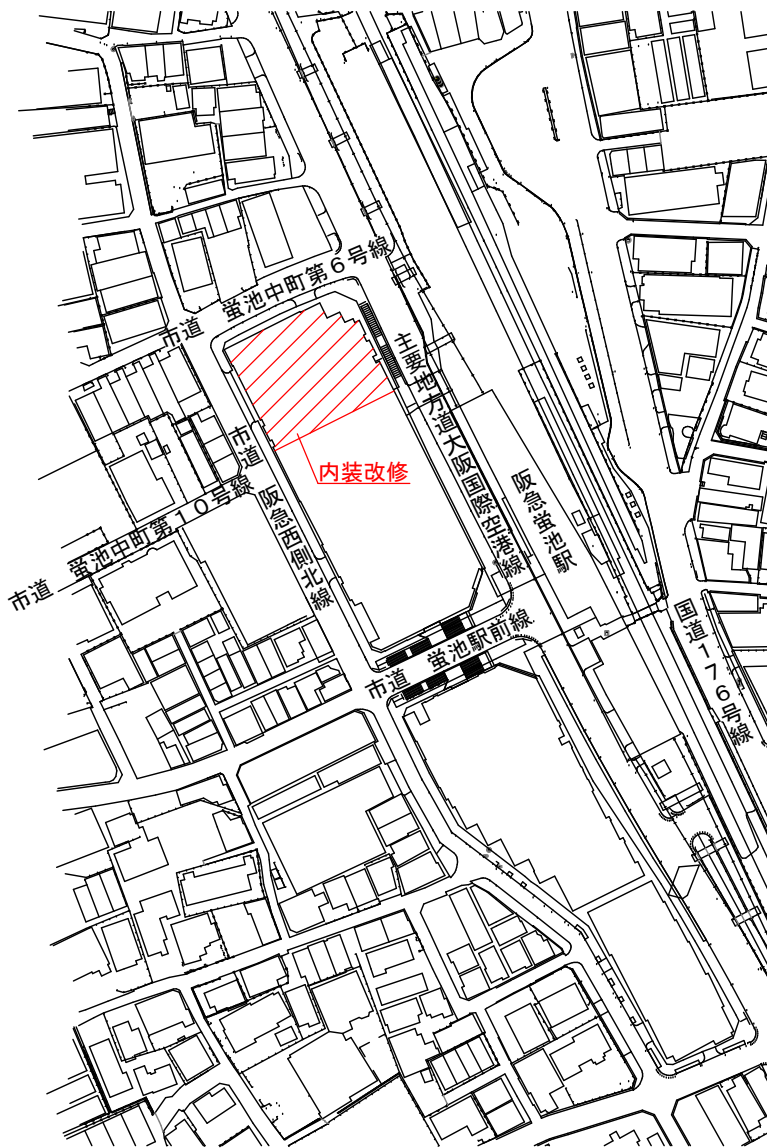 市道　蛍池中町第６号線
主要地方道大阪国際空港線
内装改修
市道　阪急西側北線
阪急蛍池駅
市道　蛍池中町第１０号線
市道　蛍池駅前線
国道１７６号線